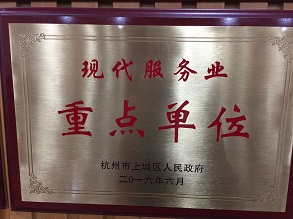 现代服务业
重点单位
杭州市上城区人民政府
二〇一六年六月